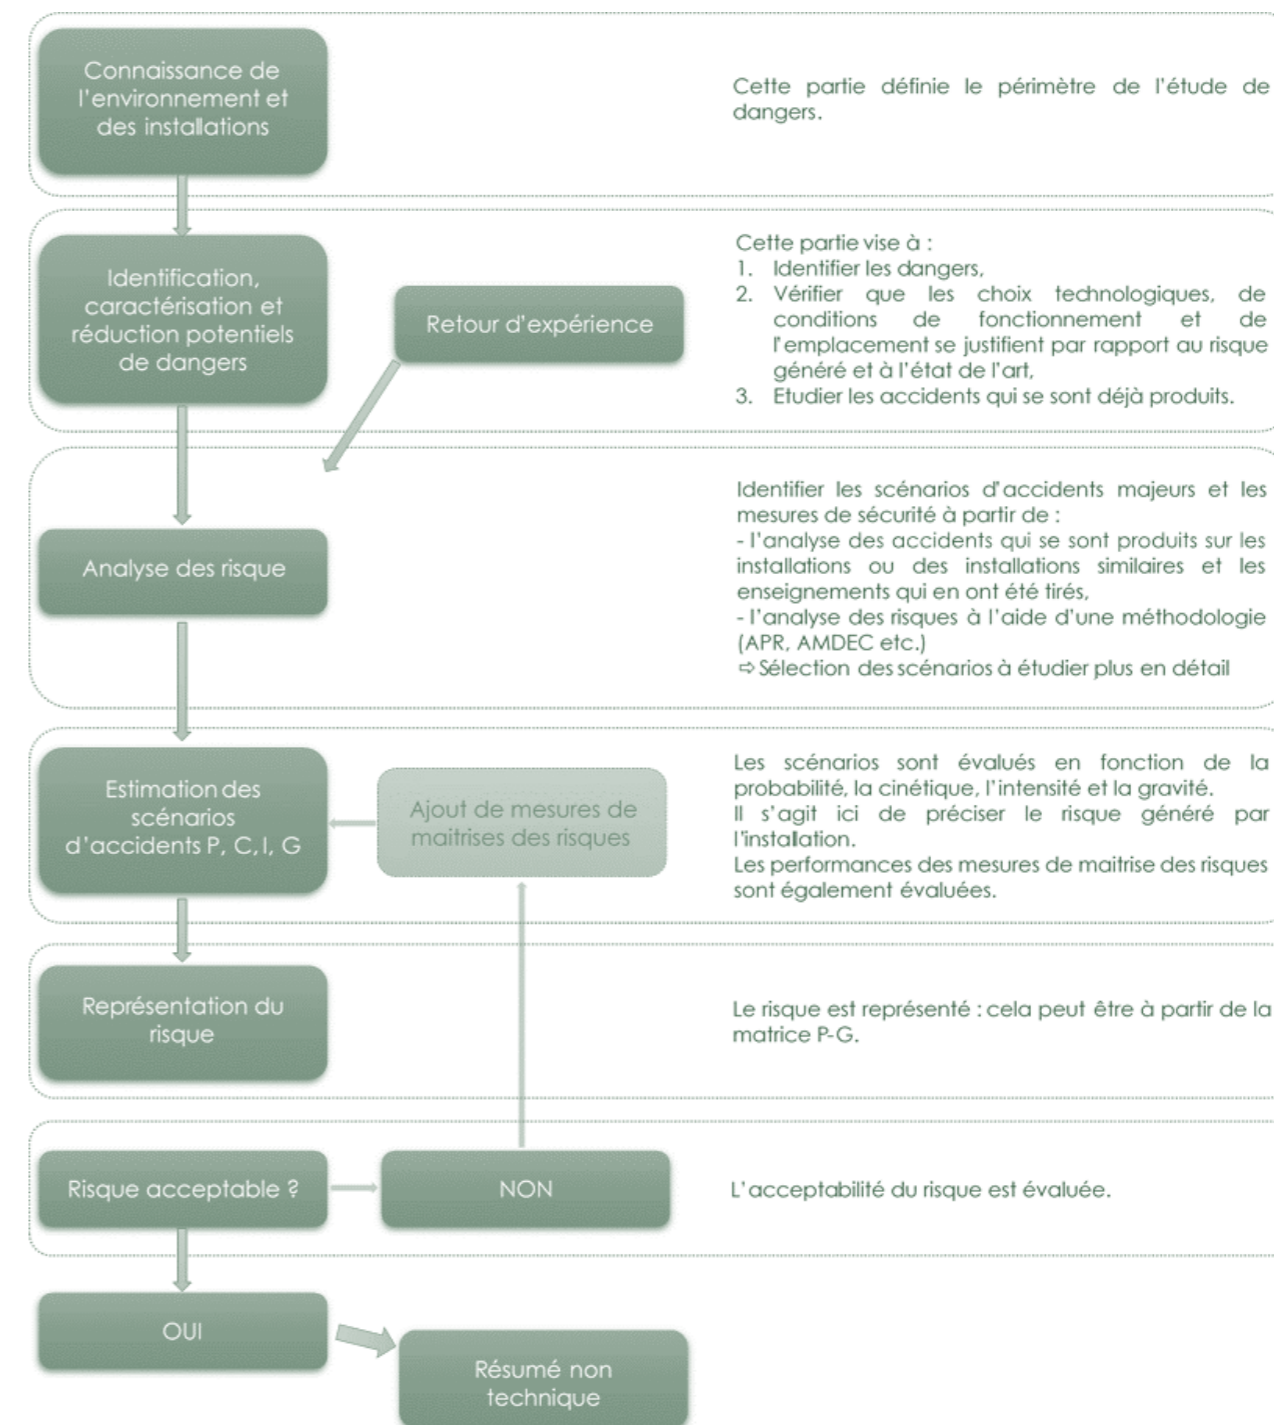 Connaissance de
l'environnement et
des installations
Cette partie définie le périmètre de l'étude de
dangers.
Identification,
caractérisation et
réduction potentiels
de dangers
Retour d'expérience
Cette partie vise à :
1. Identifier les dangers,
2. Vérifier que les choix technologiques, de
conditions de fonctionnement et de
l'emplacement se justifient par rapport au risque
généré et à l'état de l'art,
3. Etudier les accidents qui se sont déjà produits.
Analyse des risque
Identifier les scénarios d'accidents majeurs et les
mesures de sécurité à partir de :
- l'analyse des accidents qui se sont produits sur les
installations ou des installations similaires et les
enseignements qui en ont été tirés,
- l'analyse des risques à l'aide d'une méthodologie
(APR, AMDEC etc.)
⇨ Sélection des scénarios à étudier plus en détail
Estimation des
scénarios
d'accidents P, C, I, G
Ajout de mesures de
maitrises des risques
Les scénarios sont évalués en fonction de la
probabilité, la cinétique, l'intensité et la gravité.
Il s'agit ici de préciser le risque généré par
l'installation.
Les performances des mesures de maitrise des risques
sont également évaluées.
Représentation du
risque
Le risque est représenté : cela peut être à partir de la
matrice P-G.
Risque acceptable ?
NON
L'acceptabilité du risque est évaluée.
OUI
Résumé non
technique